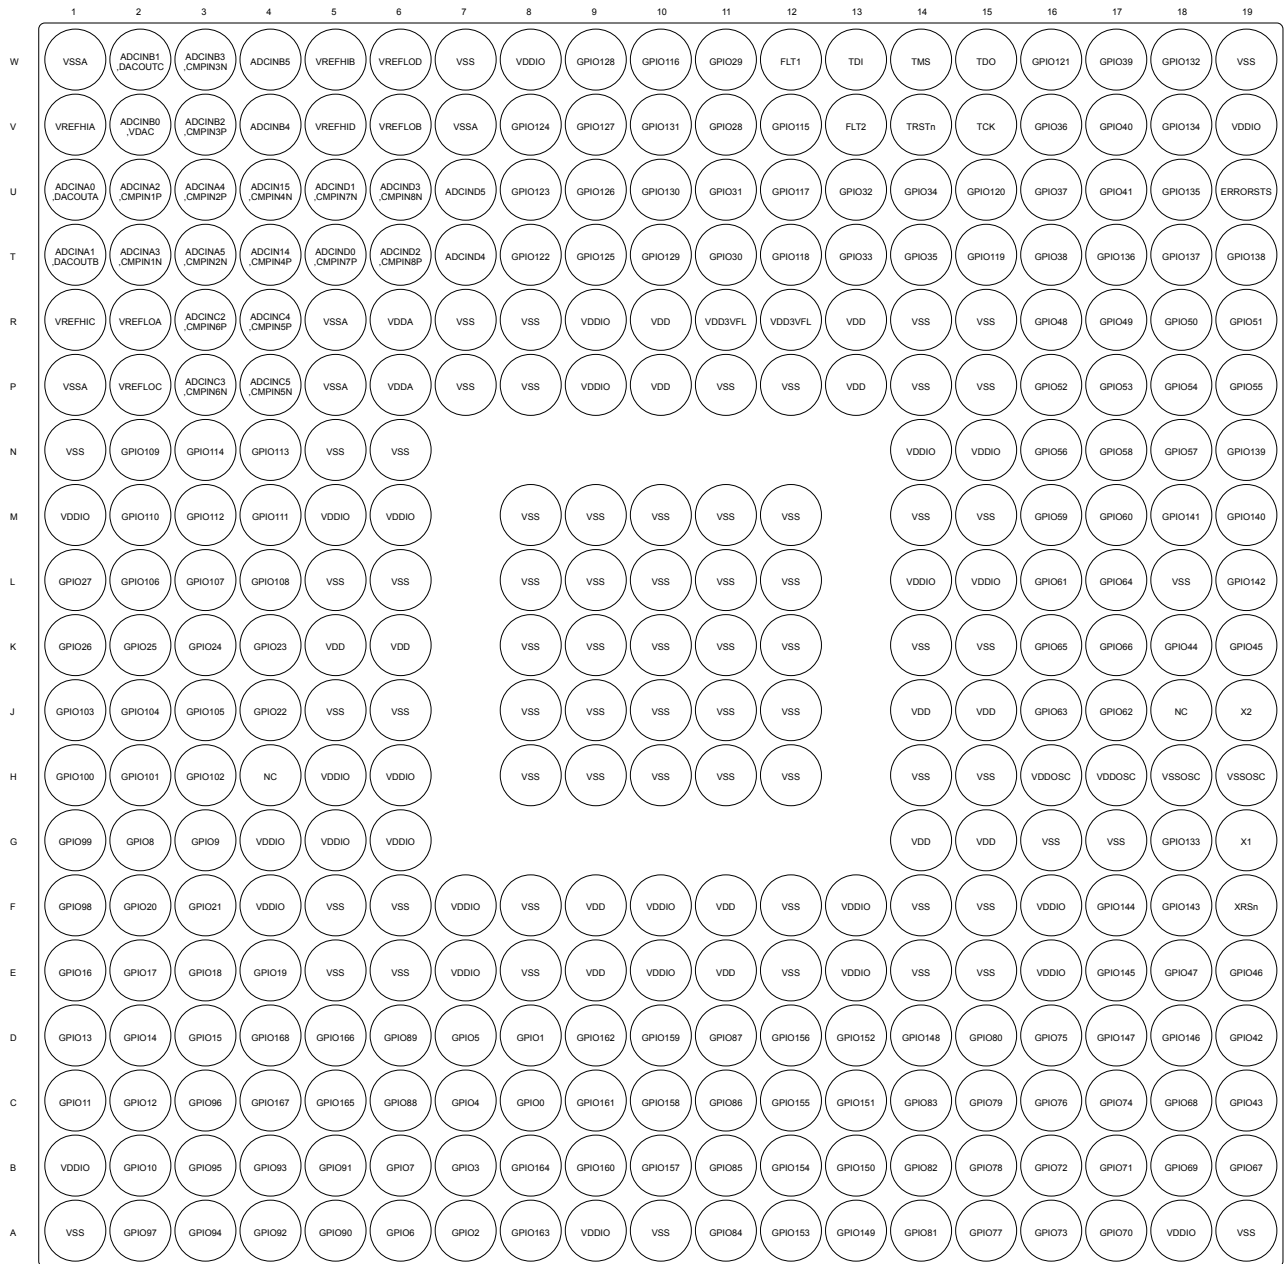 1 2 3 4 5 6 7 8 9 10 11 12 13 14 15 16 17 18 19
W VSSA ADCINB1 ,DACOUTC ADCINB3 ,CMPIN3N ADCINB5 VREFHIB VREFLOD VSS VDDIO GPIO128 GPIO116 GPIO29 FLT1 TDI TMS TDO GPIO121 GPIO39 GPIO132 VSS
V VREFHIA ADCINB0 ,VDAC ADCINB2 ,CMPIN3P ADCINB4 VREFHID VREFLOB VSSA GPIO124 GPIO127 GPIO131 GPIO28 GPIO115 FLT2 TRSTn TCK GPIO36 GPIO40 GPIO134 VDDIO
U ADCINA0 ,DACOUTA ADCINA2 ,CMPIN1P ADCINA4 ,CMPIN2P ADCIN15 ,CMPIN4N ADCIND1 ,CMPIN7N ADCIND3 ,CMPIN8N ADCIND5 GPIO123 GPIO126 GPIO130 GPIO31 GPIO117 GPIO32 GPIO34 GPIO120 GPIO37 GPIO41 GPIO135 ERRORSTS
T ADCINA1 ,DACOUTB ADCINA3 ,CMPIN1N ADCINA5 ,CMPIN2N ADCIN14 ,CMPIN4P ADCIND0 ,CMPIN7P ADCIND2 ,CMPIN8P ADCIND4 GPIO122 GPIO125 GPIO129 GPIO30 GPIO118 GPIO33 GPIO35 GPIO119 GPIO38 GPIO136 GPIO137 GPIO138
R VREFHIC VREFLOA ADCINC2 ,CMPIN6P ADCINC4 ,CMPIN5P VSSA VDDA VSS VSS VDDIO VDD VDD3VFL VDD3VFL VDD VSS VSS GPIO48 GPIO49 GPIO50 GPIO51
P VSSA VREFLOC ADCINC3 ,CMPIN6N ADCINC5 ,CMPIN5N VSSA VDDA VSS VSS VDDIO VDD VSS VSS VDD VSS VSS GPIO52 GPIO53 GPIO54 GPIO55
N VSS GPIO109 GPIO114 GPIO113 VSS VSS VDDIO VDDIO GPIO56 GPIO58 GPIO57 GPIO139
M VDDIO GPIO110 GPIO112 GPIO111 VDDIO VDDIO VSS VSS VSS VSS VSS VSS VSS GPIO59 GPIO60 GPIO141 GPIO140
L GPIO27 GPIO106 GPIO107 GPIO108 VSS VSS VSS VSS VSS VSS VSS VDDIO VDDIO GPIO61 GPIO64 VSS GPIO142
K GPIO26 GPIO25 GPIO24 GPIO23 VDD VDD VSS VSS VSS VSS VSS VSS VSS GPIO65 GPIO66 GPIO44 GPIO45
J GPIO103 GPIO104 GPIO105 GPIO22 VSS VSS VSS VSS VSS VSS VSS VDD VDD GPIO63 GPIO62 NC X2
H GPIO100 GPIO101 GPIO102 NC VDDIO VDDIO VSS VSS VSS VSS VSS VSS VSS VDDOSC VDDOSC VSSOSC VSSOSC
G GPIO99 GPIO8 GPIO9 VDDIO VDDIO VDDIO VDD VDD VSS VSS GPIO133 X1
F GPIO98 GPIO20 GPIO21 VDDIO VSS VSS VDDIO VSS VDD VDDIO VDD VSS VDDIO VSS VSS VDDIO GPIO144 GPIO143 XRSn
E GPIO16 GPIO17 GPIO18 GPIO19 VSS VSS VDDIO VSS VDD VDDIO VDD VSS VDDIO VSS VSS VDDIO GPIO145 GPIO47 GPIO46
D GPIO13 GPIO14 GPIO15 GPIO168 GPIO166 GPIO89 GPIO5 GPIO1 GPIO162 GPIO159 GPIO87 GPIO156 GPIO152 GPIO148 GPIO80 GPIO75 GPIO147 GPIO146 GPIO42
C GPIO11 GPIO12 GPIO96 GPIO167 GPIO165 GPIO88 GPIO4 GPIO0 GPIO161 GPIO158 GPIO86 GPIO155 GPIO151 GPIO83 GPIO79 GPIO76 GPIO74 GPIO68 GPIO43
B VDDIO GPIO10 GPIO95 GPIO93 GPIO91 GPIO7 GPIO3 GPIO164 GPIO160 GPIO157 GPIO85 GPIO154 GPIO150 GPIO82 GPIO78 GPIO72 GPIO71 GPIO69 GPIO67
A VSS GPIO97 GPIO94 GPIO92 GPIO90 GPIO6 GPIO2 GPIO163 VDDIO VSS GPIO84 GPIO153 GPIO149 GPIO81 GPIO77 GPIO73 GPIO70 VDDIO VSS